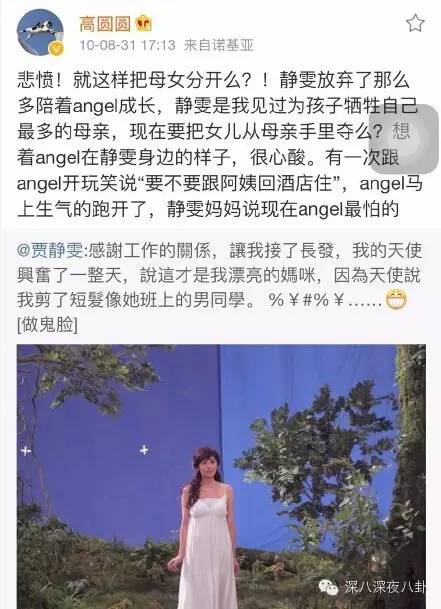 高圆圆
10-08-31 17:13 来自诺基亚
悲愤！就这样把母女分开么？！静雯放弃了那么
多陪着angel成长，静雯是我见过为孩子牺牲自己
最多的母亲，现在要把女儿从母亲手里夺么？想
着angel在静雯身边的样子，很心酸。有一次跟
angel开玩笑说“要不要跟阿姨回酒店住”，angel马
上生气的跑开了，静雯妈妈说现在angel最怕的
@贾静雯:感謝工作的關係，讓我接了長發，我的天使
興奮了一整天，說這才是我漂亮的媽咪，因為天使說
我剪了短髮像她班上的男同學。 %￥#%￥……
[做鬼脸]
深八深夜八卦